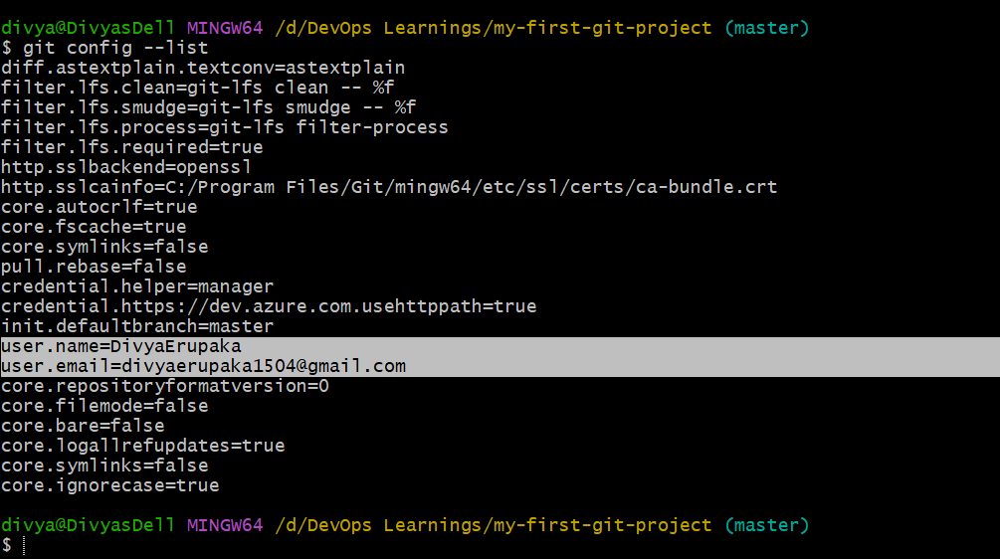 divya@DivyasDell MINGW64 /d/DevOps Learnings/my-first-git-project (master)
$ git config --list
diff.astextplain.textconv=astextplain
filter.lfs.clean=git-lfs clean -- %f
filter.lfs.smudge=git-lfs smudge -- %f
filter.lfs.process=git-lfs filter-process
filter.lfs.required=true
http.sslbackend=openssl
http.sslcainfo=C:/Program Files/Git/mingw64/etc/ssl/certs/ca-bundle.crt
core.autocrlf=true
core.fscache=true
core.symlinks=false
pull.rebase=false
credential.helper=manager
credential.https://dev.azure.com.usehttppath=true
init.defaultbranch=master
user.name=DivyaErupaka
user.email=divyaerupaka1504@gmail.com
core.repositoryformatversion=0
core.filemode=false
core.bare=false
core.logallrefupdates=true
core.symlinks=false
core.ignorecase=true
divya@DivyasDell MINGW64 /d/DevOps Learnings/my-first-git-project (master)
$